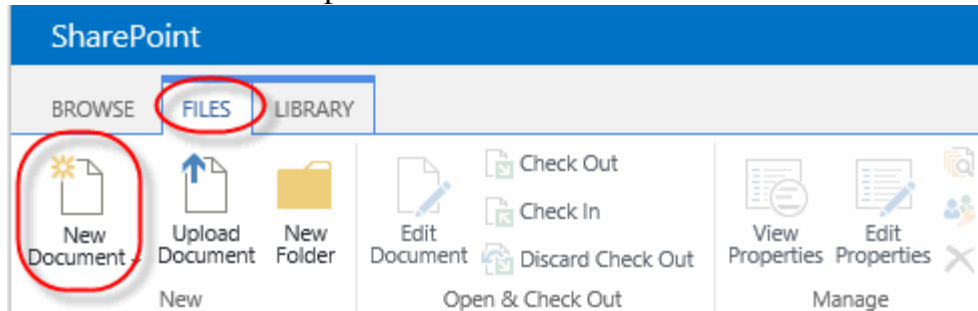 SharePoint
BROWSE FILES LIBRARY
New Document
Upload Document
New Folder
Edit Document
Check Out
Check In
Discard Check Out
View Properties
Edit Properties
New
Open & Check Out
Manage